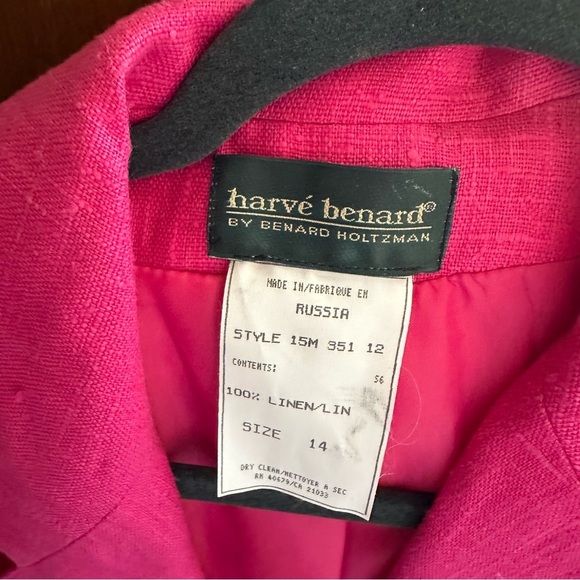 harvé benard®
BY BENARD HOLTZMAN
MADE IN/FABRIQUE EN
RUSSIA
STYLE 15M 351 12
CONTENTS:
56
100% LINEN/LIN
SIZE 14
DRY CLEAN/NETTOYER A SEC
RN 40679/CA 21033